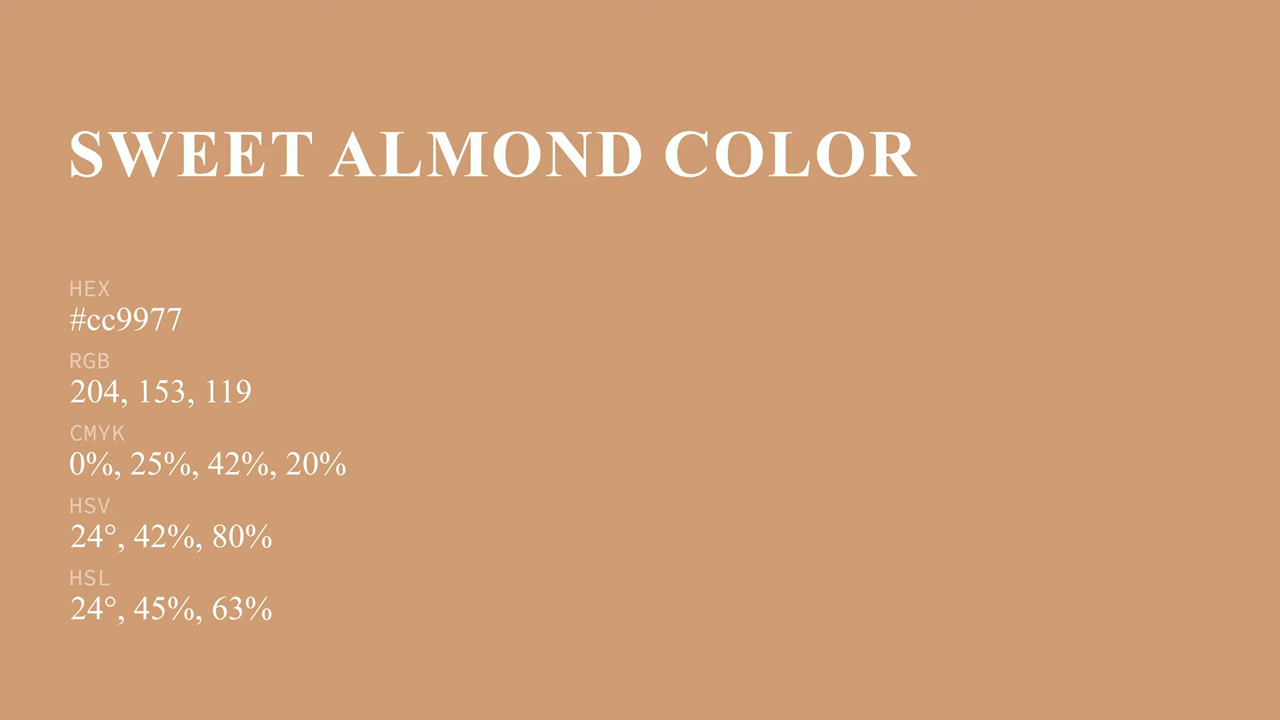 SWEET ALMOND COLOR
HEX
#cc9977
RGB
204, 153, 119
CMYK
0%, 25%, 42%, 20%
HSV
24°, 42%, 80%
HSL
24°, 45%, 63%